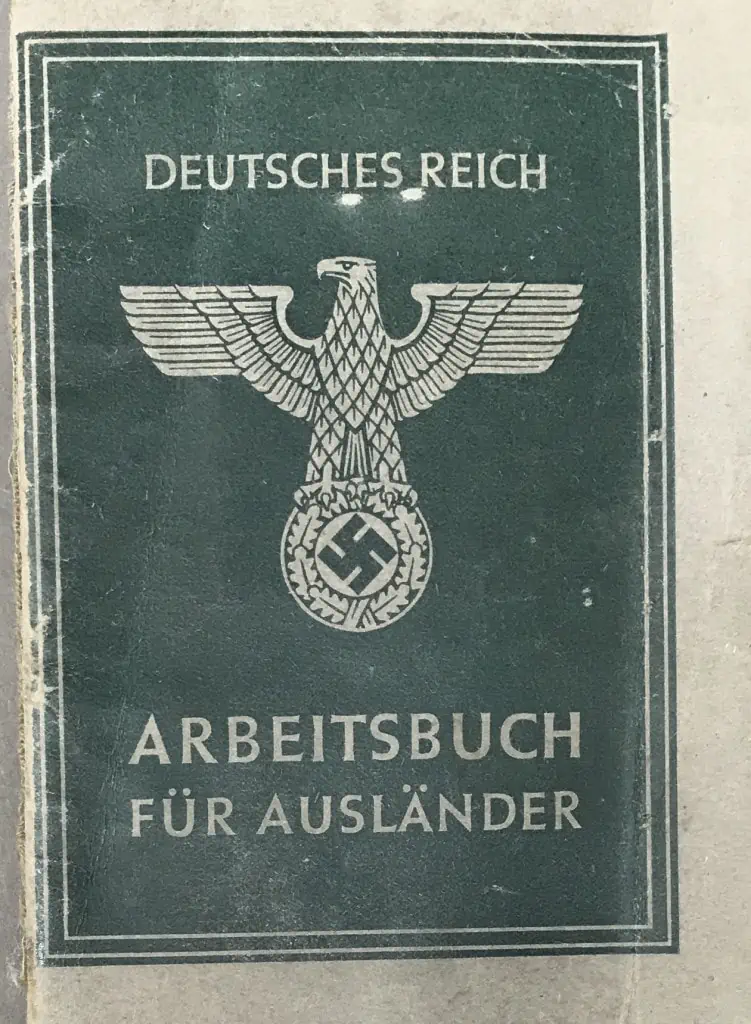 DEUTSCHES REICH
ARBEITSBUCH
FÜR AUSLÄNDER